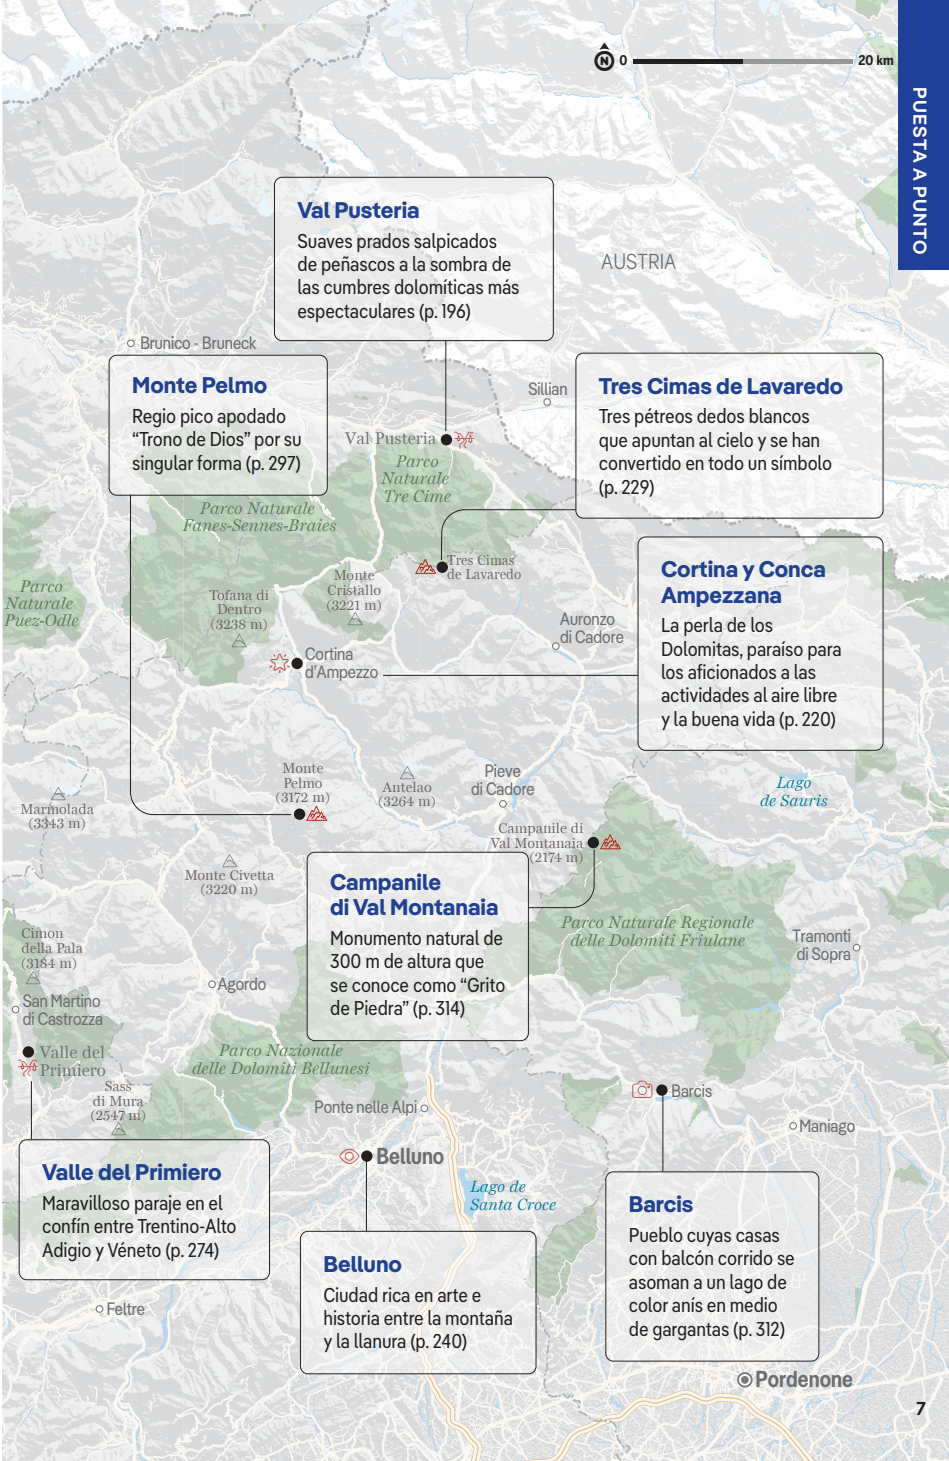 0
20 km
PUESTA A PUNTO
Val Pusteria
Suaves prados salpicados
de peñascos a la sombra de
las cumbres dolomíticas más
espectaculares (p. 196)
AUSTRIA
Brunico - Bruneck
Monte Pelmo
Regio pico apodado
“Trono de Dios” por su
singular forma (p. 297)
Sillian
Tres Cimas de Lavaredo
Tres pétreos dedos blancos
que apuntan al cielo y se han
convertido en todo un símbolo
(p. 229)
Val Pusteria
Parco
Naturale
Tre Cime
Parco Naturale
Fanes-Sennes-Braies
Tres Cimas
de Lavaredo
Cortina y Conca
Ampezzana
La perla de los
Dolomitas, paraíso para
los aficionados a las
actividades al aire libre
y la buena vida (p. 220)
Parco
Naturale
Puez-Odle
Tofana di
Dentro
(3238 m)
Monte
Cristallo
(3221 m)
Auronzo
di Cadore
Cortina
d’Ampezzo
Marmolada
(3343 m)
Monte
Pelmo
(3172 m)
Antelao
(3264 m)
Pieve
di Cadore
Lago
de Sauris
Campanile di
Val Montanaia
(2174 m)
Monte Civetta
(3220 m)
Campanile
di Val Montanaia
Monumento natural de
300 m de altura que
se conoce como “Grito
de Piedra” (p. 314)
Parco Naturale Regionale
delle Dolomiti Friulane
Tramonti
di Sopra
Cimon
della Pala
(3184 m)
San Martino
di Castrozza
Agordo
Valle del
Primiero
Parco Nazionale
delle Dolomiti Bellunesi
Sass
di Mura
(2547 m)
Ponte nelle Alpi
Barcis
Maniago
Belluno
Valle del Primiero
Maravilloso paraje en el
confín entre Trentino-Alto
Adigio y Véneto (p. 274)
Lago de
Santa Croce
Barcis
Pueblo cuyas casas
con balcón corrido se
asoman a un lago de
color anís en medio
de gargantas (p. 312)
Belluno
Ciudad rica en arte e
historia entre la montaña
y la llanura (p. 240)
Feltre
Pordenone
7
N